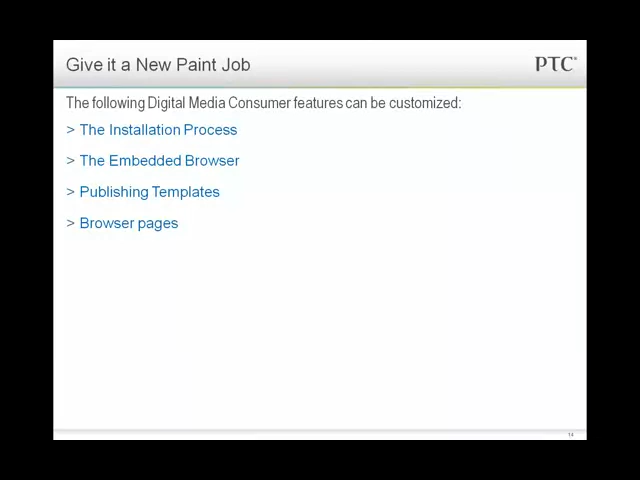 Give it a New Paint Job
PTC®
The following Digital Media Consumer features can be customized:
> The Installation Process
> The Embedded Browser
> Publishing Templates
> Browser pages
14